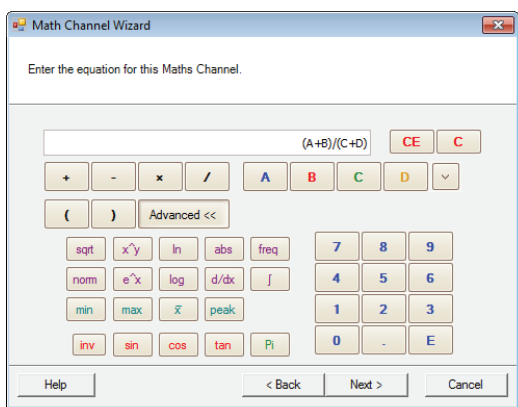 Math Channel Wizard
Enter the equation for this Maths Channel.
(A+B)/(C+D) CE C
+ - × / A B C D
( ) Advanced <<
sqrt x^y ln abs freq 7 8 9
norm e^x log d/dx ∫ 4 5 6
min max x̅ peak 1 2 3
inv sin cos tan Pi 0 . E
Help < Back Next > Cancel